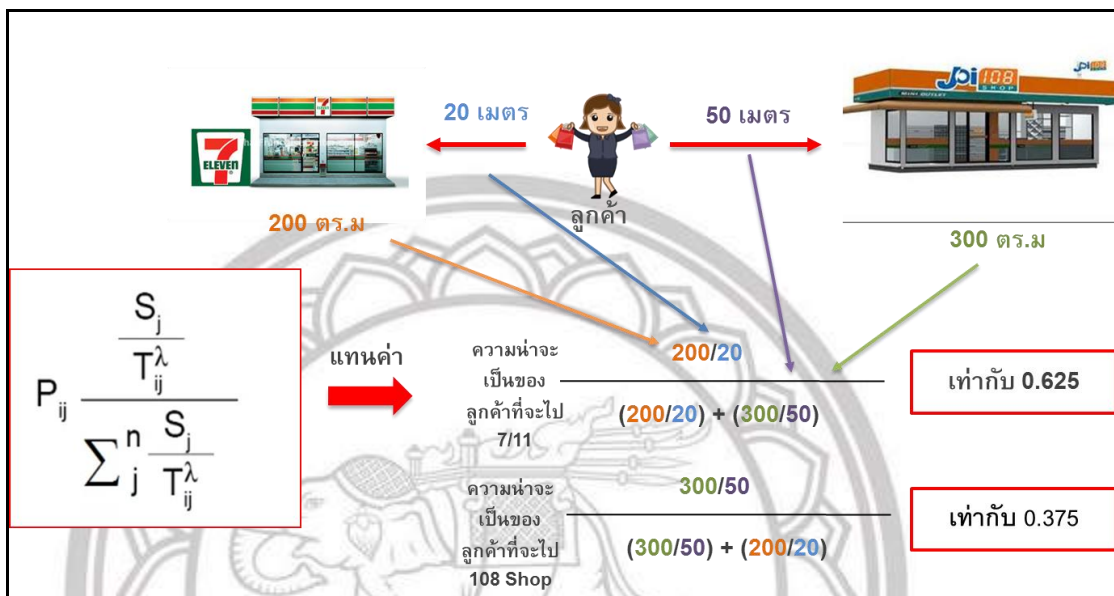 20 เมตร
50 เมตร
7
ELEVEN
7
Jpi 108
SHOP
Jpi 108
ลูกค้า
200 ตร.ม
300 ตร.ม
P_ij (S_j / T_ij^λ) / (∑_j^n S_j / T_ij^λ)
แทนค่า
ความน่าจะ
เป็นของ
ลูกค้าที่จะไป
7/11
200/20
(200/20) + (300/50)
เท่ากับ 0.625
ความน่าจะ
เป็นของ
ลูกค้าที่จะไป
108 Shop
300/50
(300/50) + (200/20)
เท่ากับ 0.375